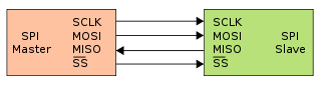 SPI
Master
SCLK
MOSI
MISO
SS
SCLK
MOSI
MISO
SS
SPI
Slave